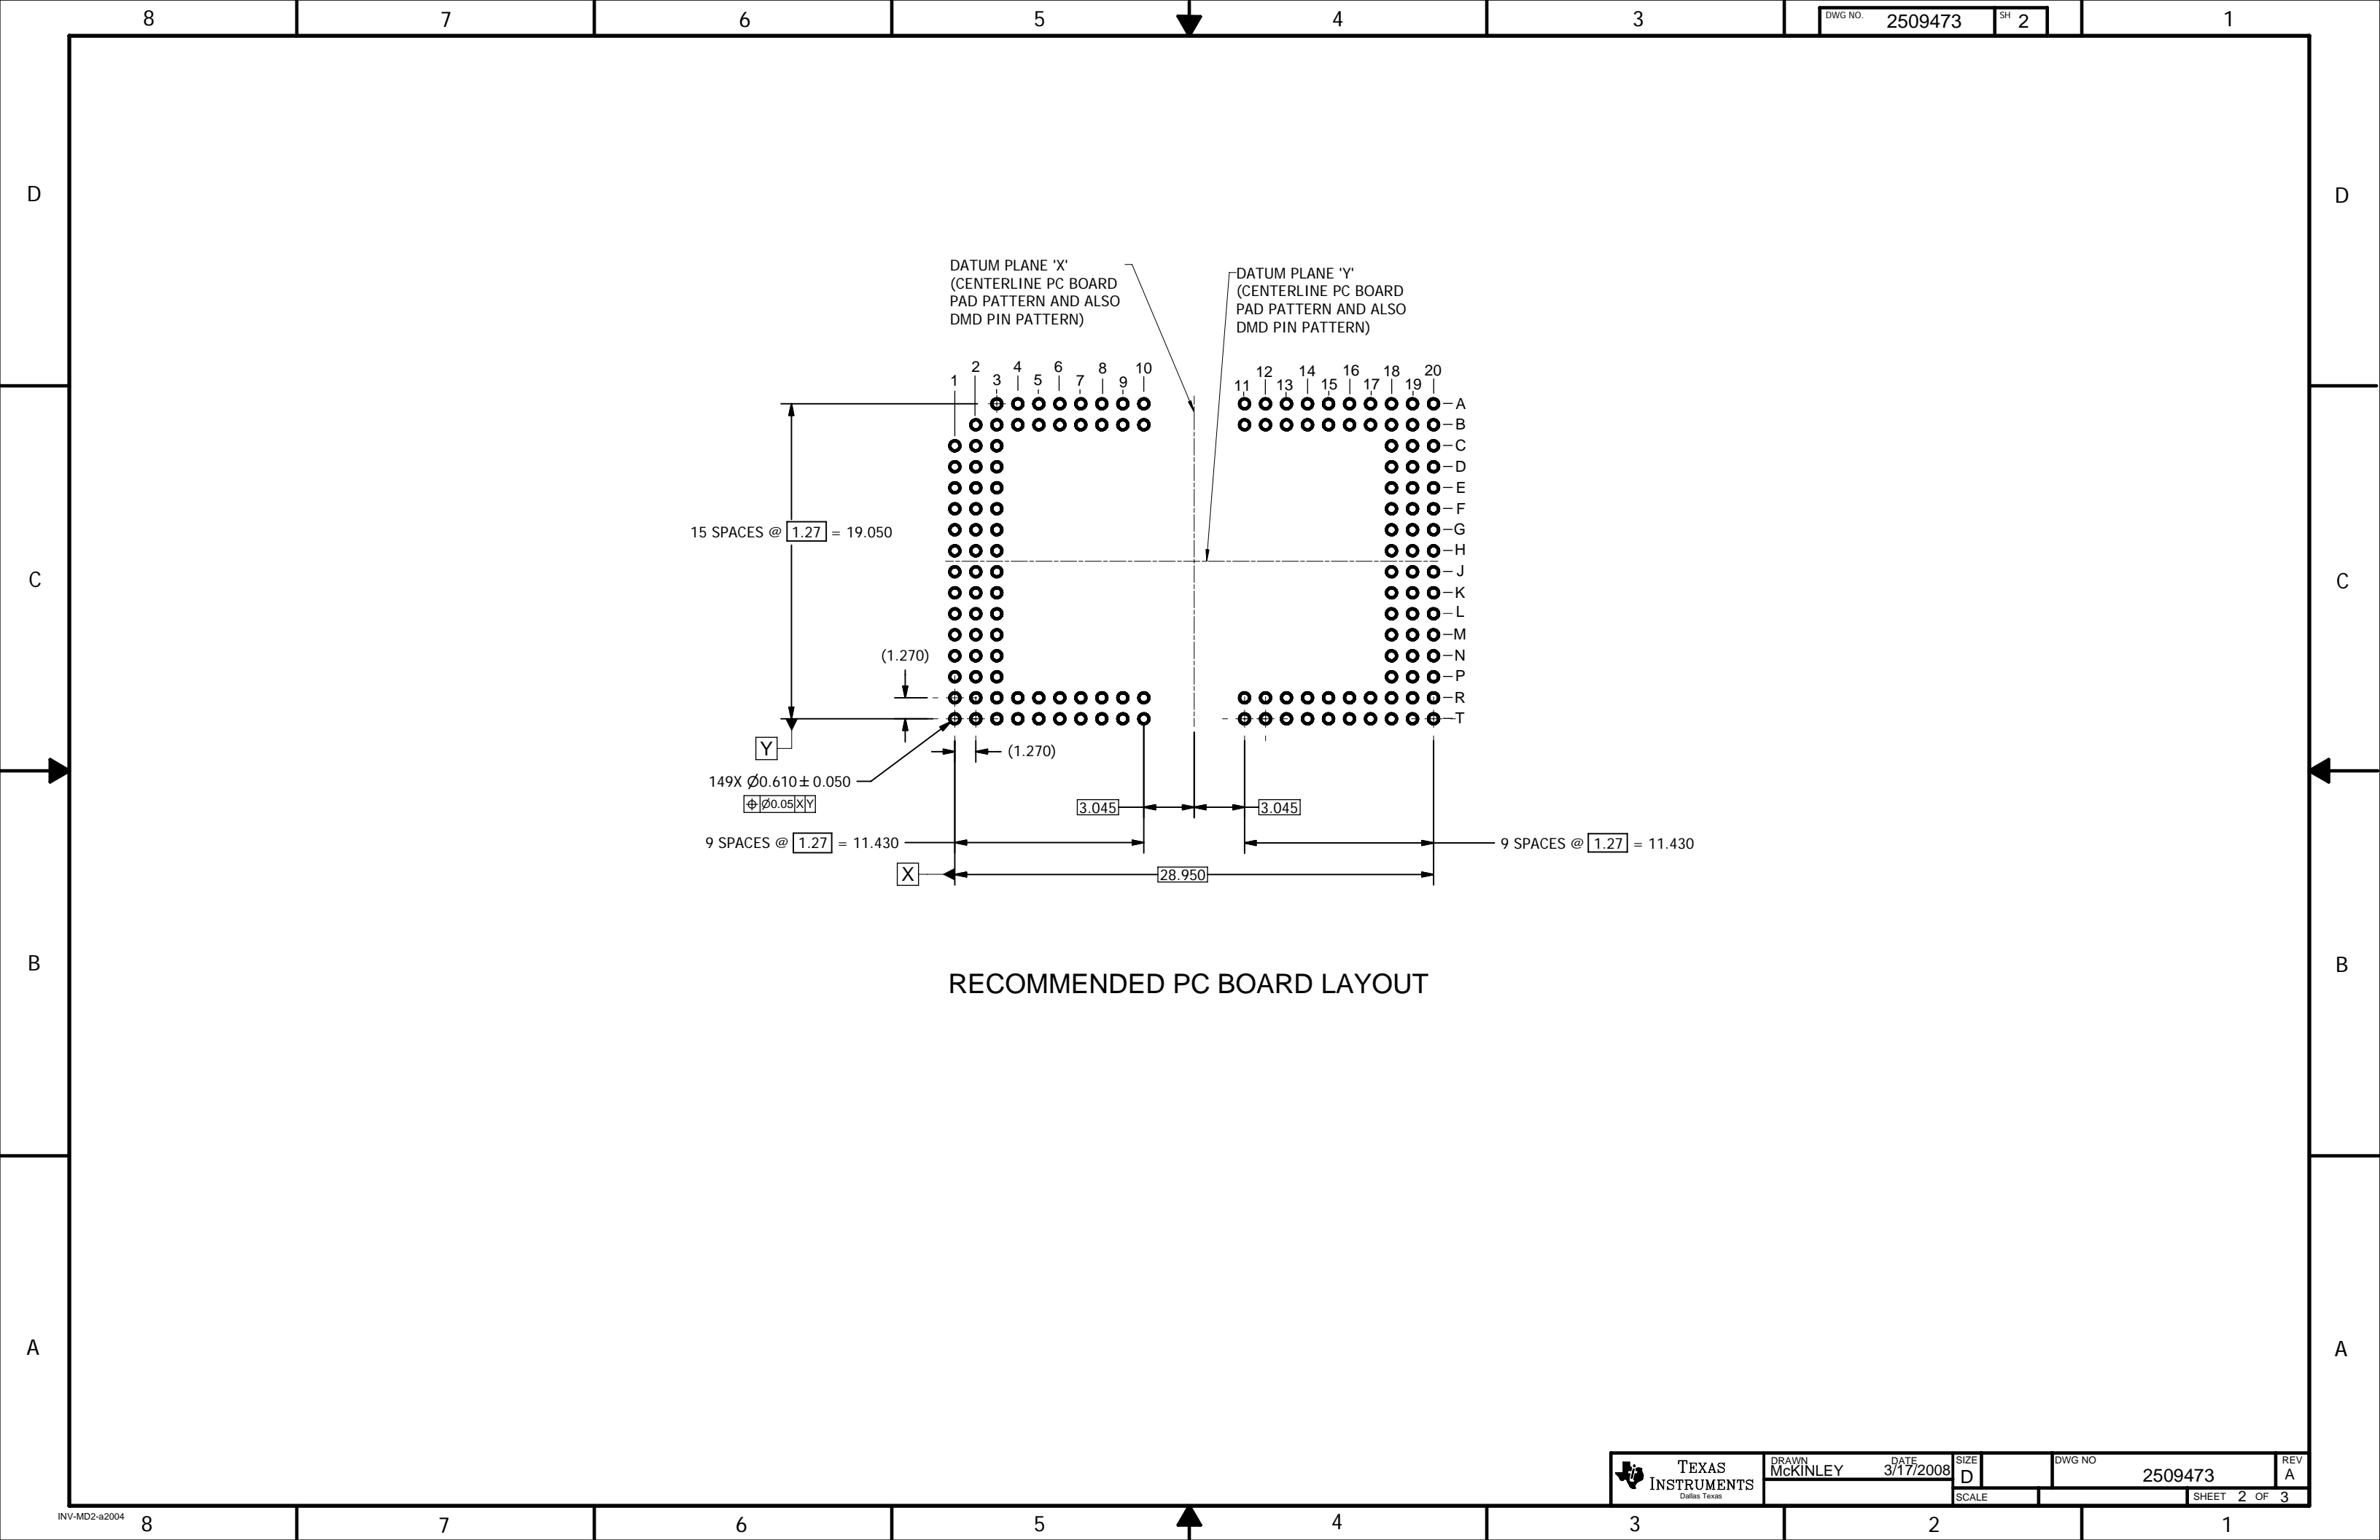 8 7 6 5 4 3 DWG NO. 2509473 SH 2 1
D D
DATUM PLANE 'X'
(CENTERLINE PC BOARD
PAD PATTERN AND ALSO
DMD PIN PATTERN)
DATUM PLANE 'Y'
(CENTERLINE PC BOARD
PAD PATTERN AND ALSO
DMD PIN PATTERN)
1 2 3 4 5 6 7 8 9 10 11 12 13 14 15 16 17 18 19 20
A
B
C
D
E
F
G
H
J
K
L
M
N
P
R
T
15 SPACES @ 1.27 = 19.050
C C
(1.270)
Y
(1.270)
149X Ø0.610±0.050
⌖ Ø0.05 X Y
3.045 3.045
9 SPACES @ 1.27 = 11.430
9 SPACES @ 1.27 = 11.430
X
28.950
B B
RECOMMENDED PC BOARD LAYOUT
A A
TEXAS
INSTRUMENTS
Dallas Texas
DRAWN
McKINLEY
DATE
3/17/2008
SIZE
D
DWG NO
2509473
REV
A
SCALE
SHEET 2 OF 3
INV-MD2-a2004
8 7 6 5 4 3 2 1